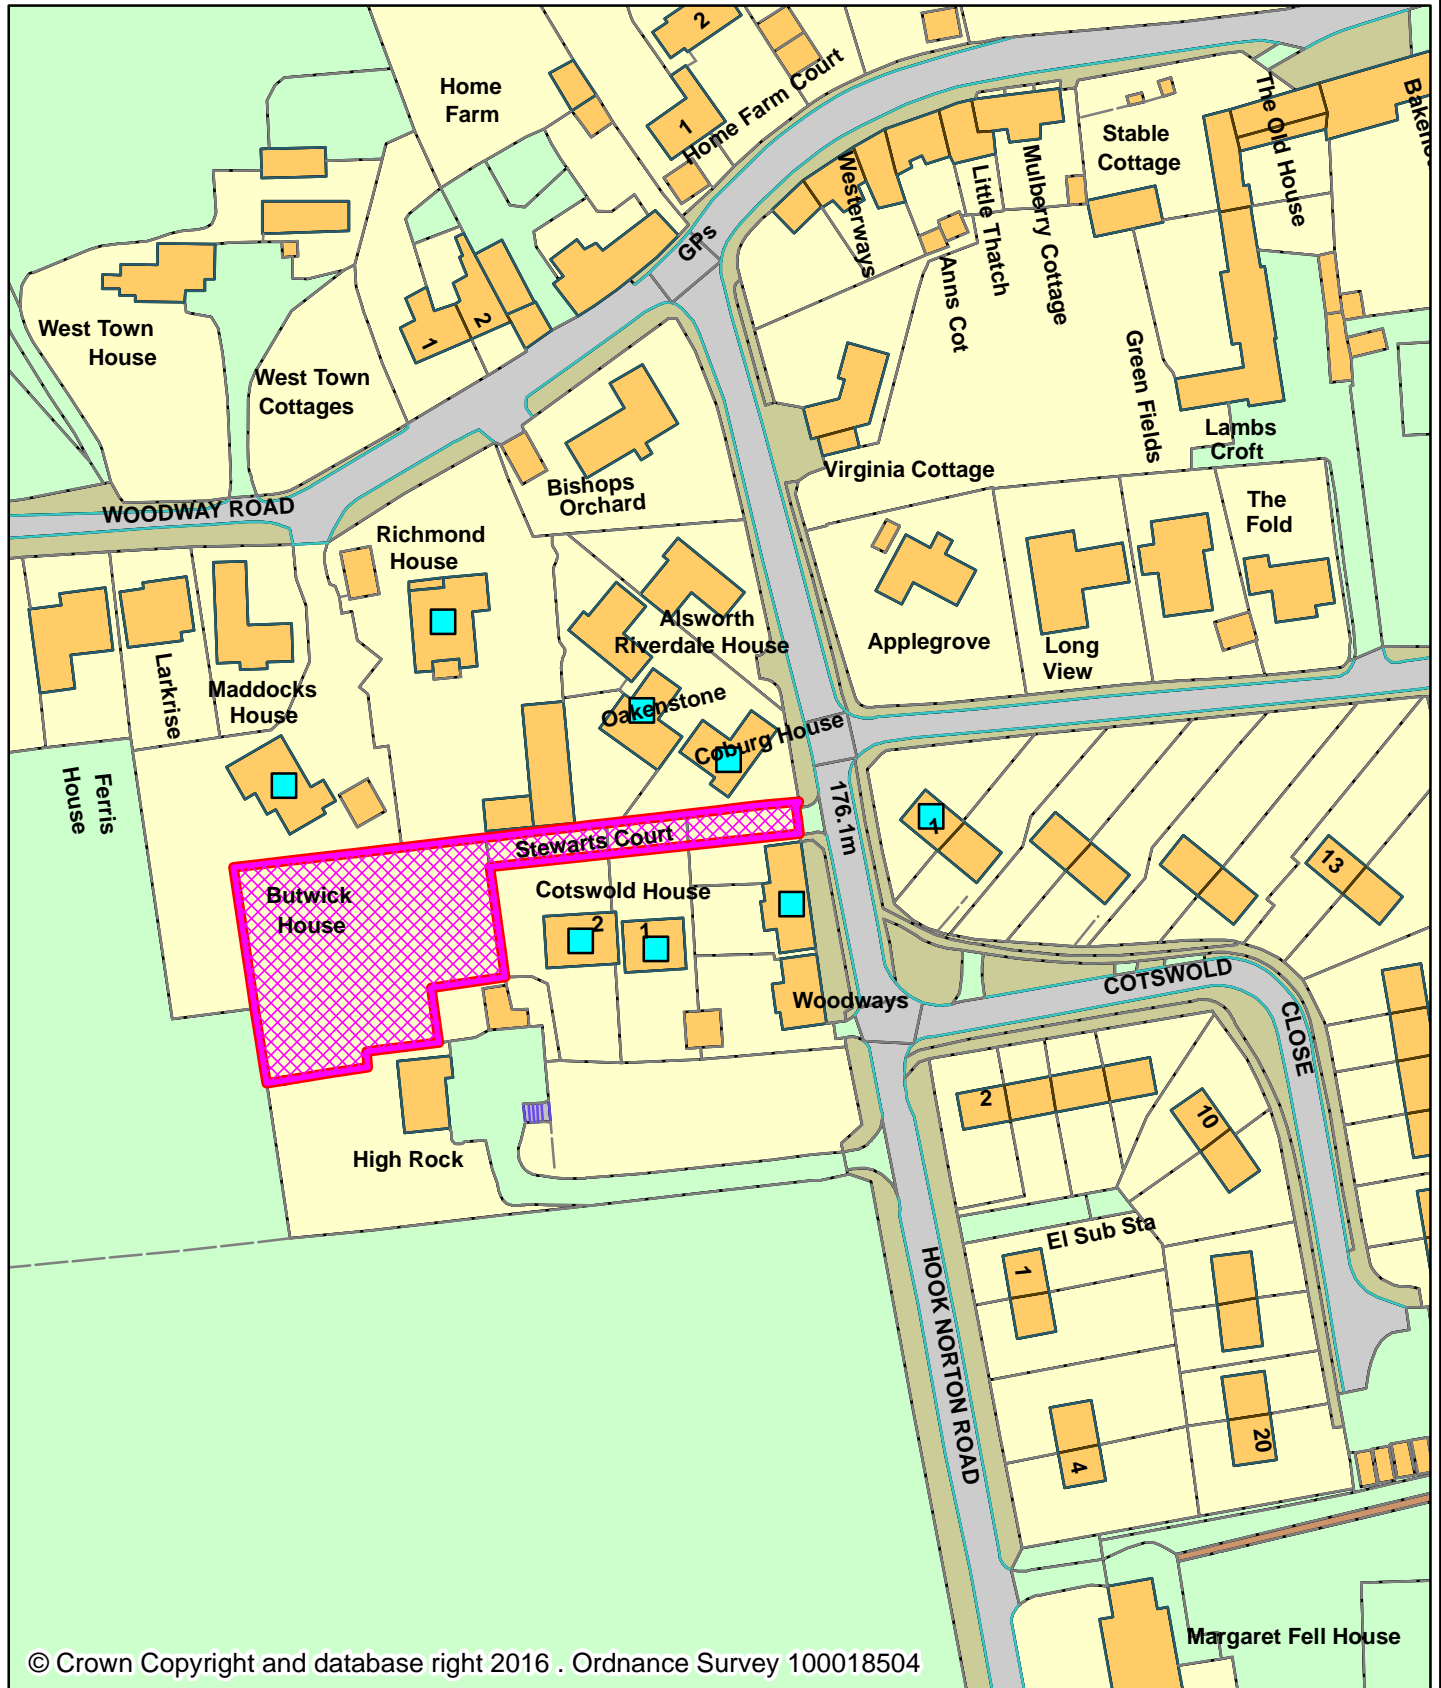 2
Home
Farm
1
Home Farm Court
The Old House
Stable
Cottage
Mulberry Cottage
Westerways
Little Thatch
GPs
Anns Cot
West Town
House
1
2
West Town
Cottages
Green Fields
Lambs
Croft
Virginia Cottage
Bishops
Orchard
The
Fold
WOODWAY ROAD
Richmond
House
Alsworth
Riverdale House
Applegrove
Long
View
Larkrise
Maddocks
House
Oakenstone
Coburg House
Ferris
House
176.1m
1
Stewarts Court
13
Butwick
House
Cotswold House
2
1
Woodways
COTSWOLD
CLOSE
2
10
High Rock
El Sub Sta
1
HOOK NORTON ROAD
4
20
Margaret Fell House
© Crown Copyright and database right 2016 . Ordnance Survey 100018504